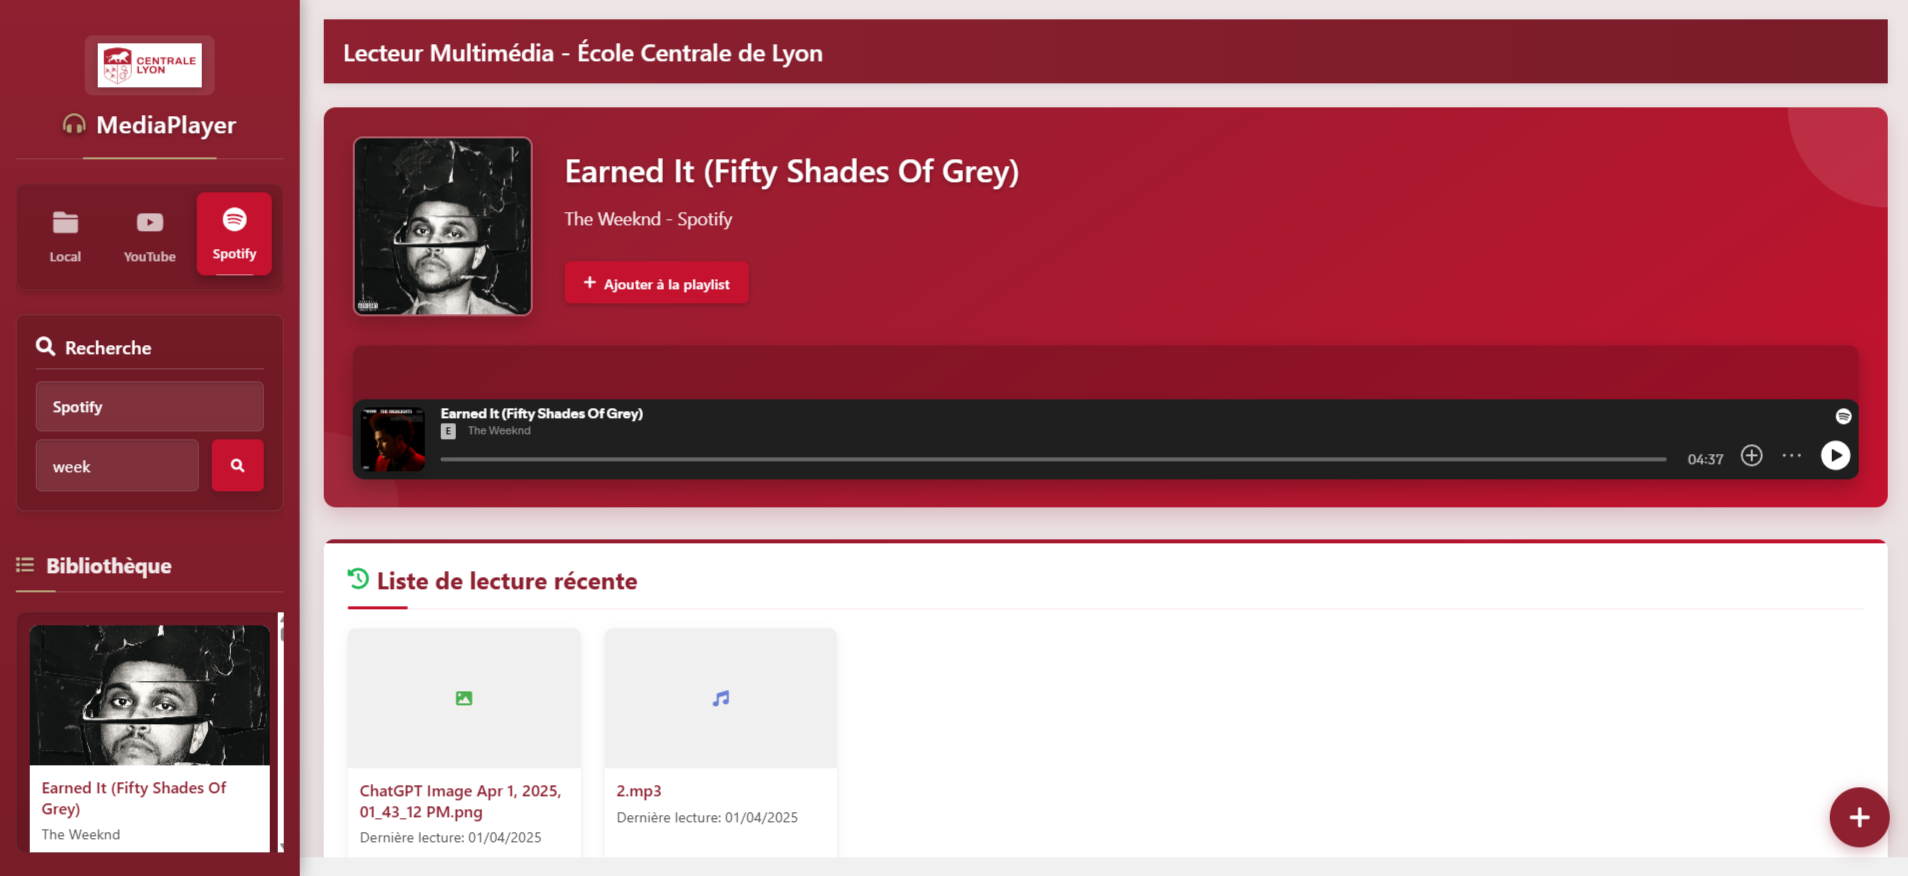 CENTRALE
LYON
MediaPlayer
Local
YouTube
Spotify
Recherche
Spotify
week
Bibliothèque
Earned It (Fifty Shades Of
Grey)
The Weeknd
Lecteur Multimédia - École Centrale de Lyon
Earned It (Fifty Shades Of Grey)
The Weeknd - Spotify
+ Ajouter à la playlist
Earned It (Fifty Shades Of Grey)
E The Weeknd
04:37
Liste de lecture récente
ChatGPT Image Apr 1, 2025,
01_43_12 PM.png
Dernière lecture: 01/04/2025
2.mp3
Dernière lecture: 01/04/2025